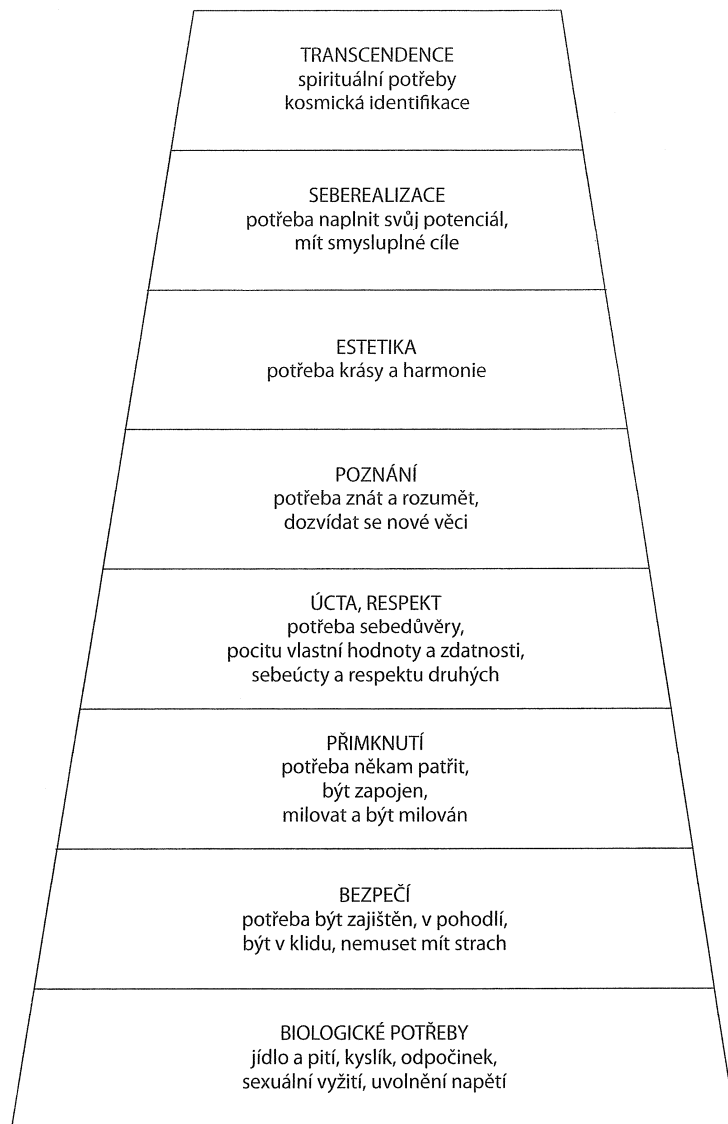 TRANSCENDENCE
spirituální potřeby
kosmická identifikace
SEBEREALIZACE
potřeba naplnit svůj potenciál,
mít smysluplné cíle
ESTETIKA
potřeba krásy a harmonie
POZNÁNÍ
potřeba znát a rozumět,
dozvídat se nové věci
ÚCTA, RESPEKT
potřeba sebedůvěry,
pocitu vlastní hodnoty a zdatnosti,
sebeúcty a respektu druhých
PŘIMKNUTÍ
potřeba někam patřit,
být zapojen,
milovat a být milován
BEZPEČÍ
potřeba být zajištěn, v pohodlí,
být v klidu, nemuset mít strach
BIOLOGICKÉ POTŘEBY
jídlo a pití, kyslík, odpočinek,
sexuální vyžití, uvolnění napětí